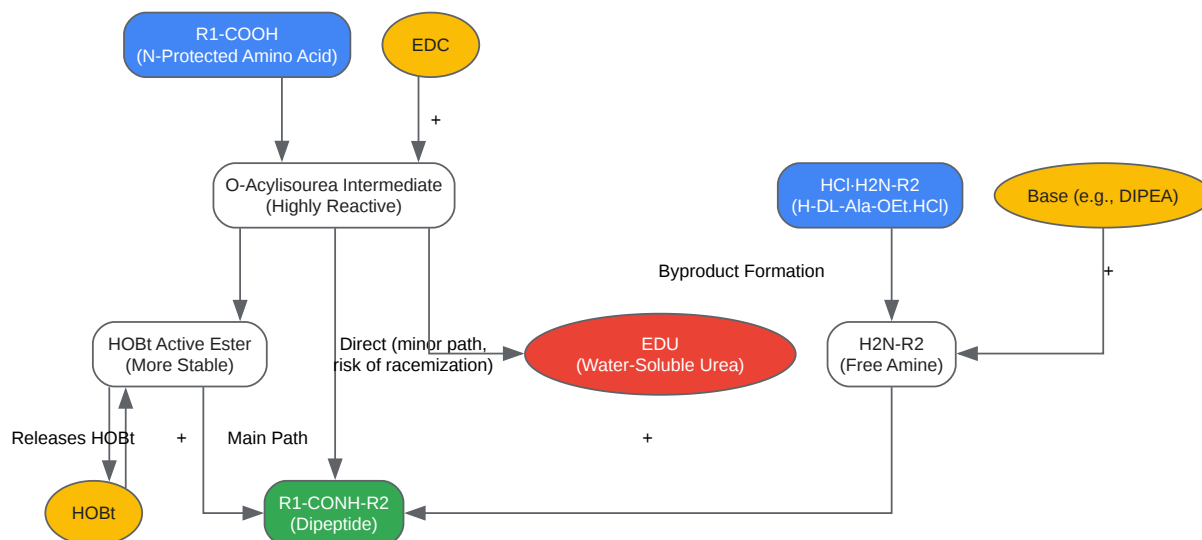 R1-COOH
(N-Protected Amino Acid)
EDC
+
O-Acylisourea Intermediate
(Highly Reactive)
HCl·H2N-R2
(H-DL-Ala-OEt.HCl)
Base (e.g., DIPEA)
Byproduct Formation
+
HOBt Active Ester
(More Stable)
Direct (minor path,
risk of racemization)
EDU
(Water-Soluble Urea)
H2N-R2
(Free Amine)
Releases HOBt
+
Main Path
+
HOBt
R1-CONH-R2
(Dipeptide)